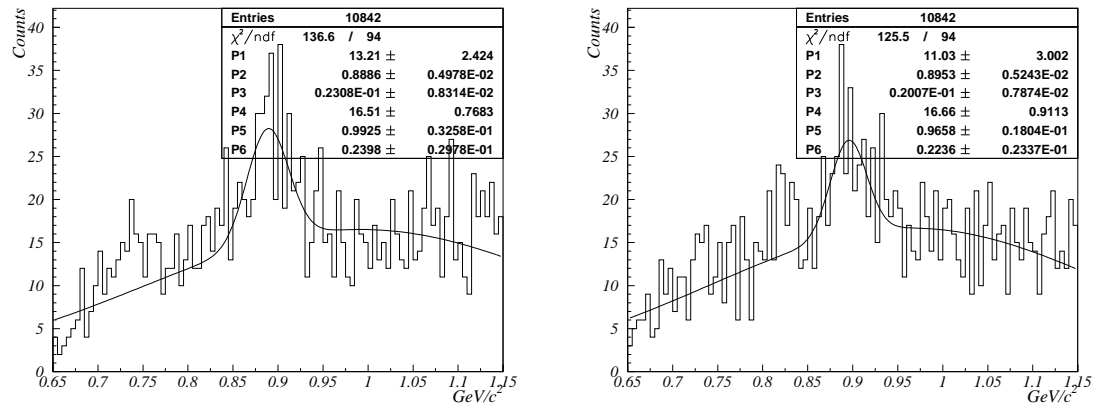 Counts
40
35
30
25
20
15
10
5
0
0.65 0.7 0.75 0.8 0.85 0.9 0.95 1 1.05 1.1 1.15
GeV/c²
Entries 10842
χ²/ndf 136.6 / 94
P1 13.21 ± 2.424
P2 0.8886 ± 0.4978E-02
P3 0.2308E-01 ± 0.8314E-02
P4 16.51 ± 0.7683
P5 0.9925 ± 0.3258E-01
P6 0.2398 ± 0.2978E-01
Counts
40
35
30
25
20
15
10
5
0
0.65 0.7 0.75 0.8 0.85 0.9 0.95 1 1.05 1.1 1.15
GeV/c²
Entries 10842
χ²/ndf 125.5 / 94
P1 11.03 ± 3.002
P2 0.8953 ± 0.5243E-02
P3 0.2007E-01 ± 0.7874E-02
P4 16.66 ± 0.9113
P5 0.9658 ± 0.1804E-01
P6 0.2236 ± 0.2337E-01